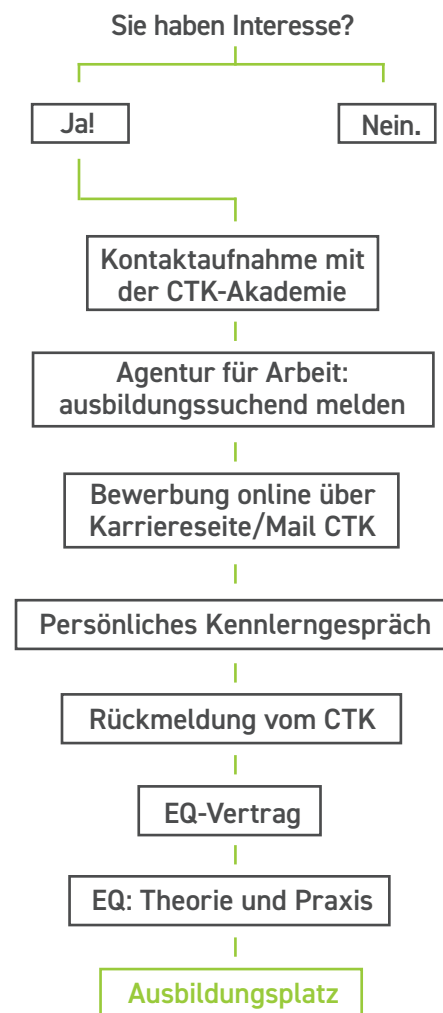 Sie haben Interesse?
Ja!
Nein.
Kontaktaufnahme mit
der CTK-Akademie
Agentur für Arbeit:
ausbildungssuchend melden
Bewerbung online über
Karriereseite/Mail CTK
Persönliches Kennlerngespräch
Rückmeldung vom CTK
EQ-Vertrag
EQ: Theorie und Praxis
Ausbildungsplatz